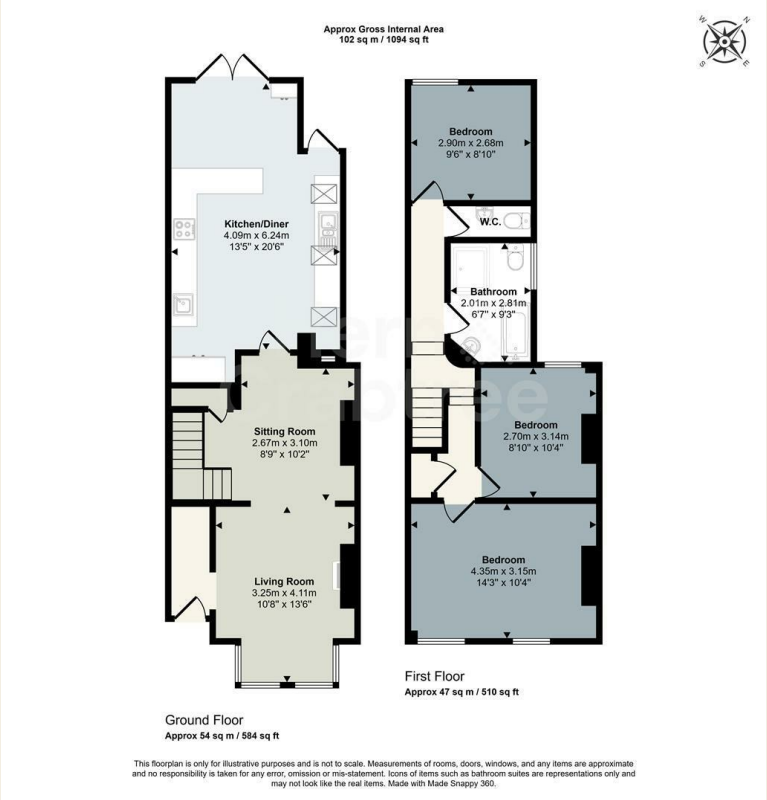 Approx Gross Internal Area
102 sq m / 1094 sq ft
W
N
S
E
Kitchen/Diner
4.09m x 6.24m
13'5" x 20'6"
Sitting Room
2.67m x 3.10m
8'9" x 10'2"
Living Room
3.25m x 4.11m
10'8" x 13'6"
Ground Floor
Approx 54 sq m / 584 sq ft
Bedroom
2.90m x 2.68m
9'6" x 8'10"
W.C.
Bathroom
2.01m x 2.81m
6'7" x 9'3"
Bedroom
2.70m x 3.14m
8'10" x 10'4"
Bedroom
4.35m x 3.15m
14'3" x 10'4"
First Floor
Approx 47 sq m / 510 sq ft
Crabtree
This floorplan is only for illustrative purposes and is not to scale. Measurements of rooms, doors, windows, and any items are approximate
and no responsibility is taken for any error, omission or mis-statement. Icons of items such as bathroom suites are representations only and
may not look like the real items. Made with Made Snappy 360.